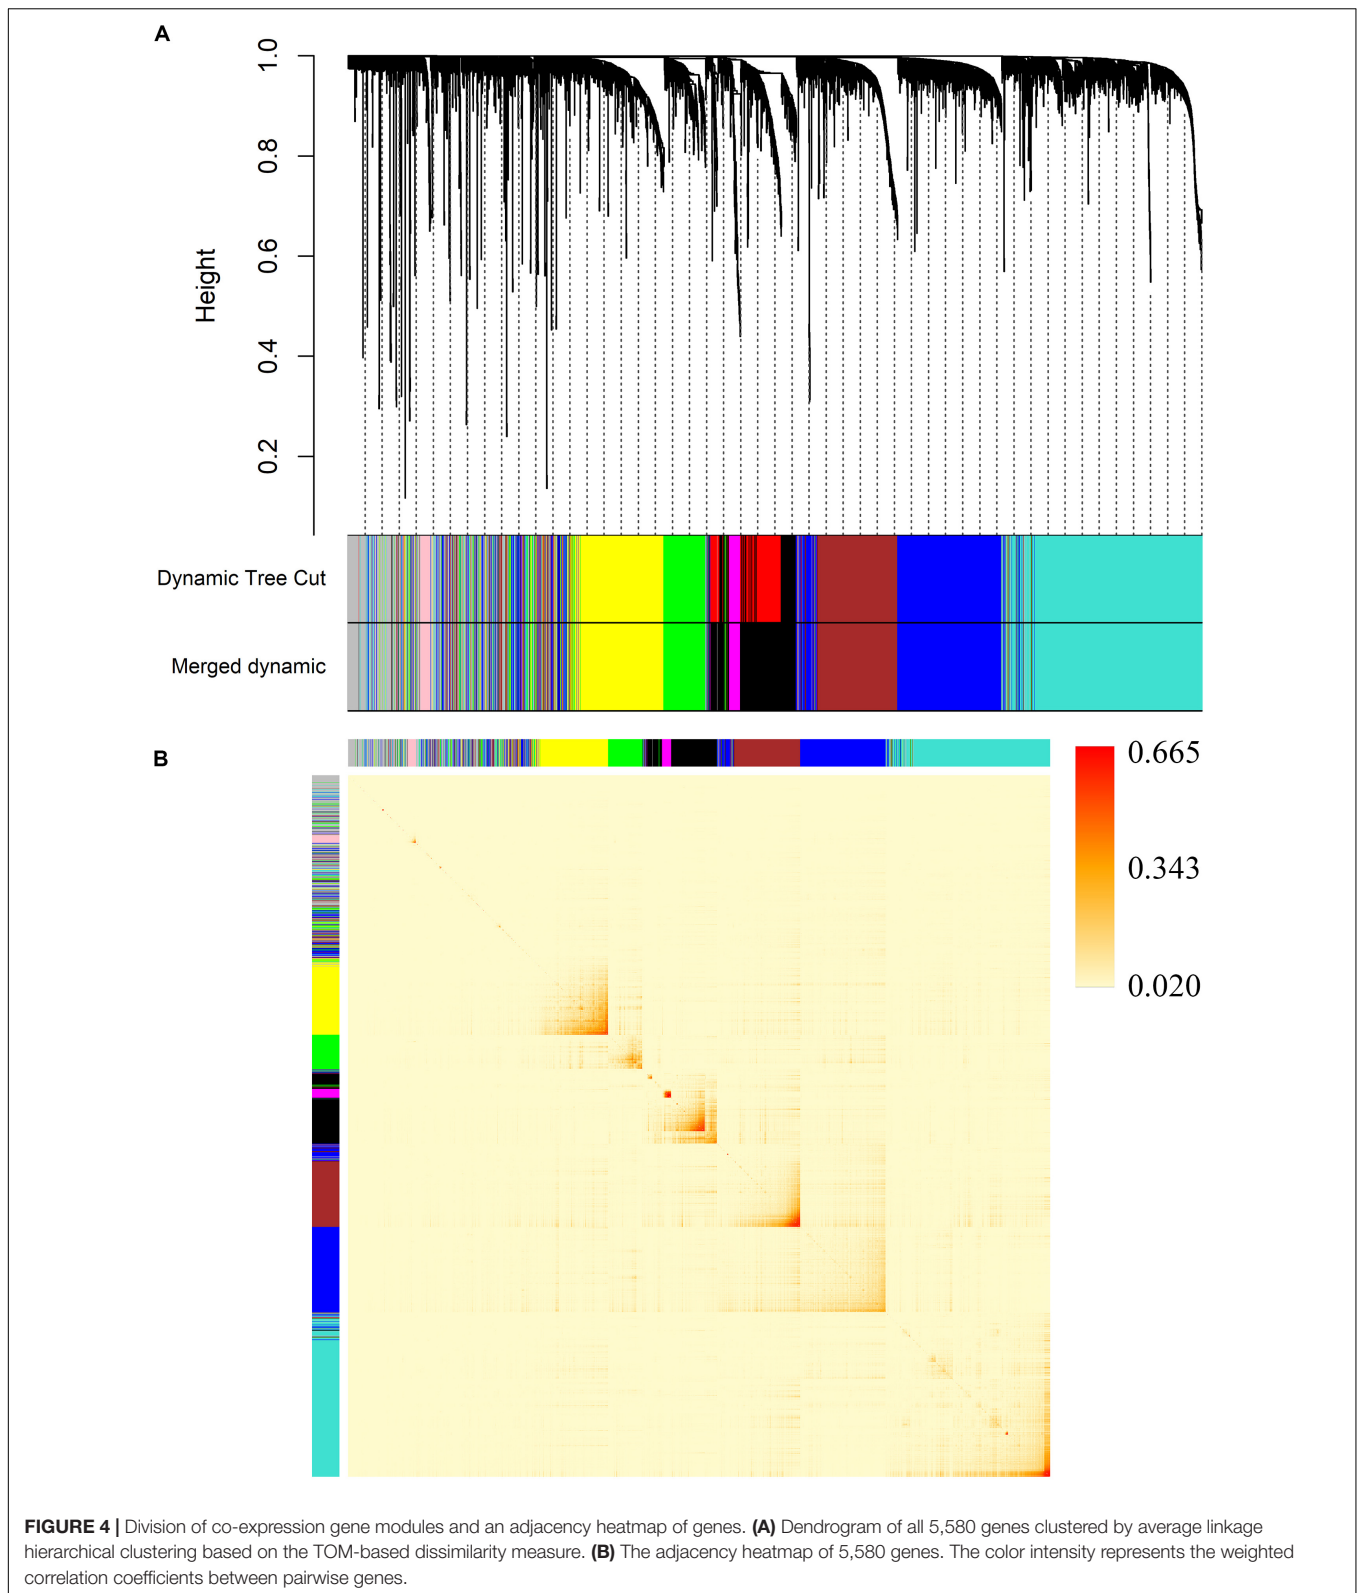 A
1.0
0.8
0.6
0.4
0.2
Height
Dynamic Tree Cut
Merged dynamic
B
0.665
0.343
0.020
FIGURE 4 | Division of co-expression gene modules and an adjacency heatmap of genes. (A) Dendrogram of all 5,580 genes clustered by average linkage
hierarchical clustering based on the TOM-based dissimilarity measure. (B) The adjacency heatmap of 5,580 genes. The color intensity represents the weighted
correlation coefficients between pairwise genes.